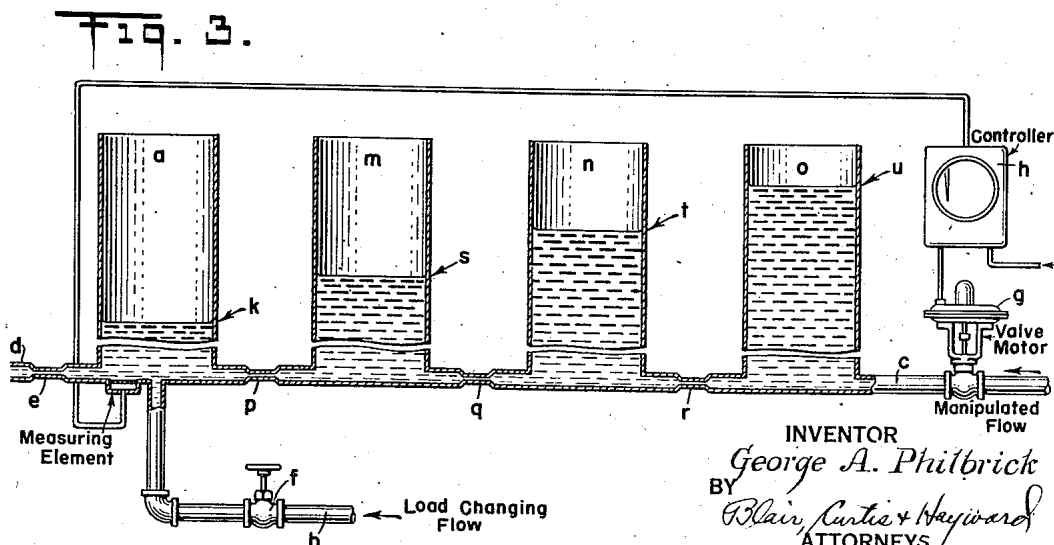 Fig. 3.
a
m
n
o
u
t
s
k
Controller
h
g
Valve
Motor
d
e
p
q
r
c
Manipulated
Flow
Measuring
Element
f
b
Load Changing
Flow
INVENTOR
George A. Philbrick
BY
Blair, Curtis & Hayward
ATTORNEYS